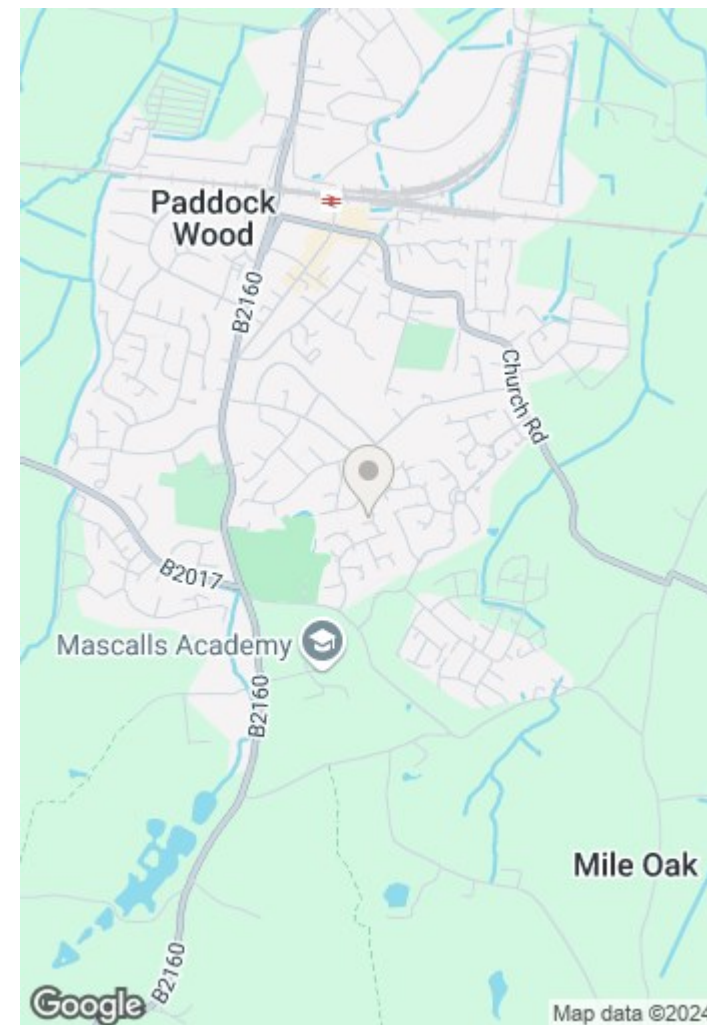 Paddock
Wood
B2160
Church Rd
B2017
Mascalls Academy
B2160
Mile Oak
B2160
Google
Map data ©2024